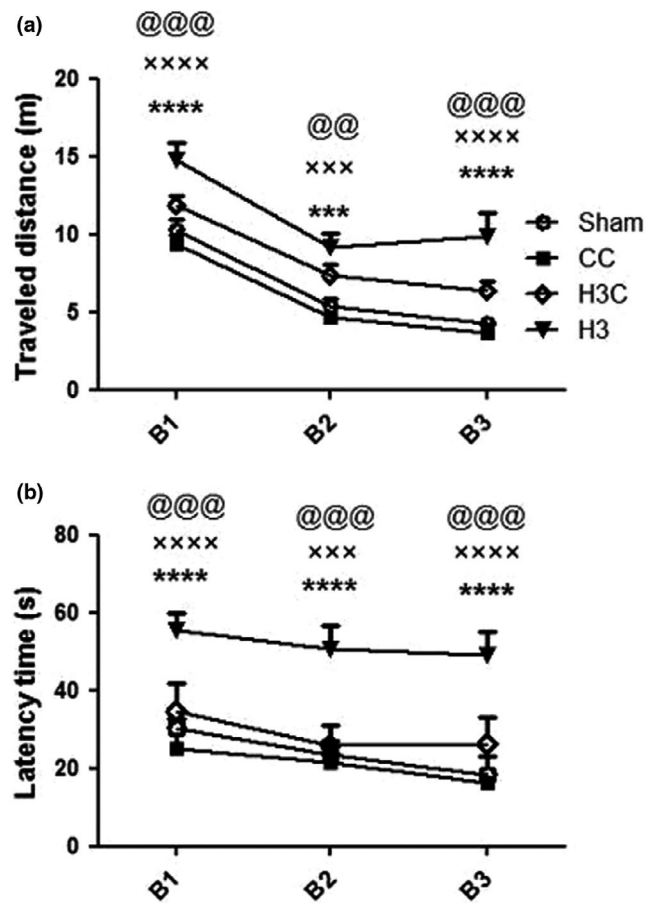 (a)
@@@
××××
****
@@
×××
***
@@@
××××
****
Traveled distance (m)
20
15
10
5
0
B1
B2
B3
Sham
CC
H3C
H3
(b)
@@@
××××
****
@@@
×××
****
@@@
××××
****
Latency time (s)
80
60
40
20
0
B1
B2
B3